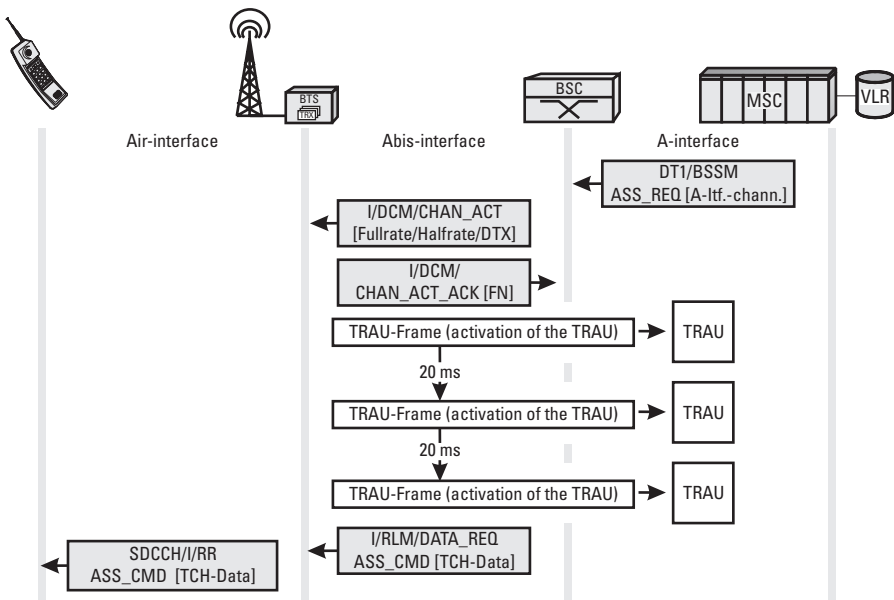 BTS
TRX
BSC
MSC
VLR
Air-interface
Abis-interface
A-interface
DT1/BSSM
ASS_REQ [A-Itf.-chann.]
I/DCM/CHAN_ACT
[Fullrate/Halfrate/DTX]
I/DCM/
CHAN_ACT_ACK [FN]
TRAU-Frame (activation of the TRAU)
TRAU
20 ms
TRAU-Frame (activation of the TRAU)
TRAU
20 ms
TRAU-Frame (activation of the TRAU)
TRAU
I/RLM/DATA_REQ
ASS_CMD [TCH-Data]
SDCCH/I/RR
ASS_CMD [TCH-Data]